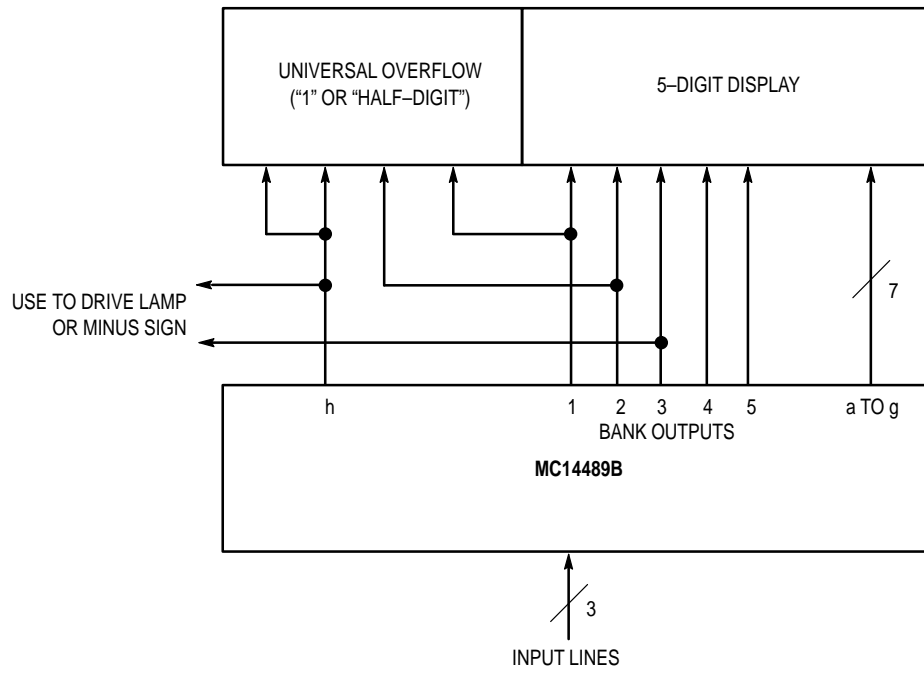 UNIVERSAL OVERFLOW
(“1” OR “HALF–DIGIT”)
5–DIGIT DISPLAY
USE TO DRIVE LAMP
OR MINUS SIGN
7
h
1
2
3
4
5
a TO g
BANK OUTPUTS
MC14489B
3
INPUT LINES